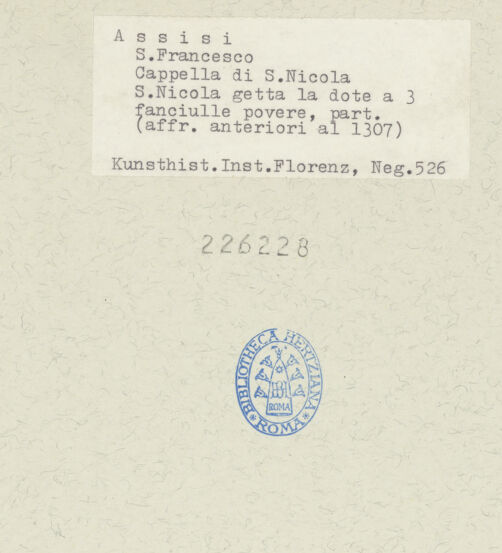 A s s i s i
S.Francesco
Cappella di S.Nicola
S.Nicola getta la dote a 3
fanciulle povere, part.
(affr. anteriori al 1307)
Kunsthist.Inst.Florenz, Neg.526
226228
BIBLIOTHECA HERTZIANA
ROMA
* ROMA *